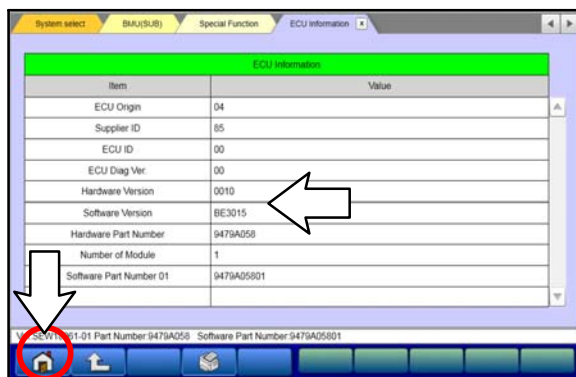 System select BMU(SUB) Special Function ECU Information x
ECU Information
Item Value
ECU Origin 04
Supplier ID 85
ECU ID 00
ECU Diag Ver. 00
Hardware Version 0010
Software Version BE3015
Hardware Part Number 9479A058
Number of Module 1
Software Part Number 01 9479A05801
61-01 Part Number:9479A058 Software Part Number:9479A05801